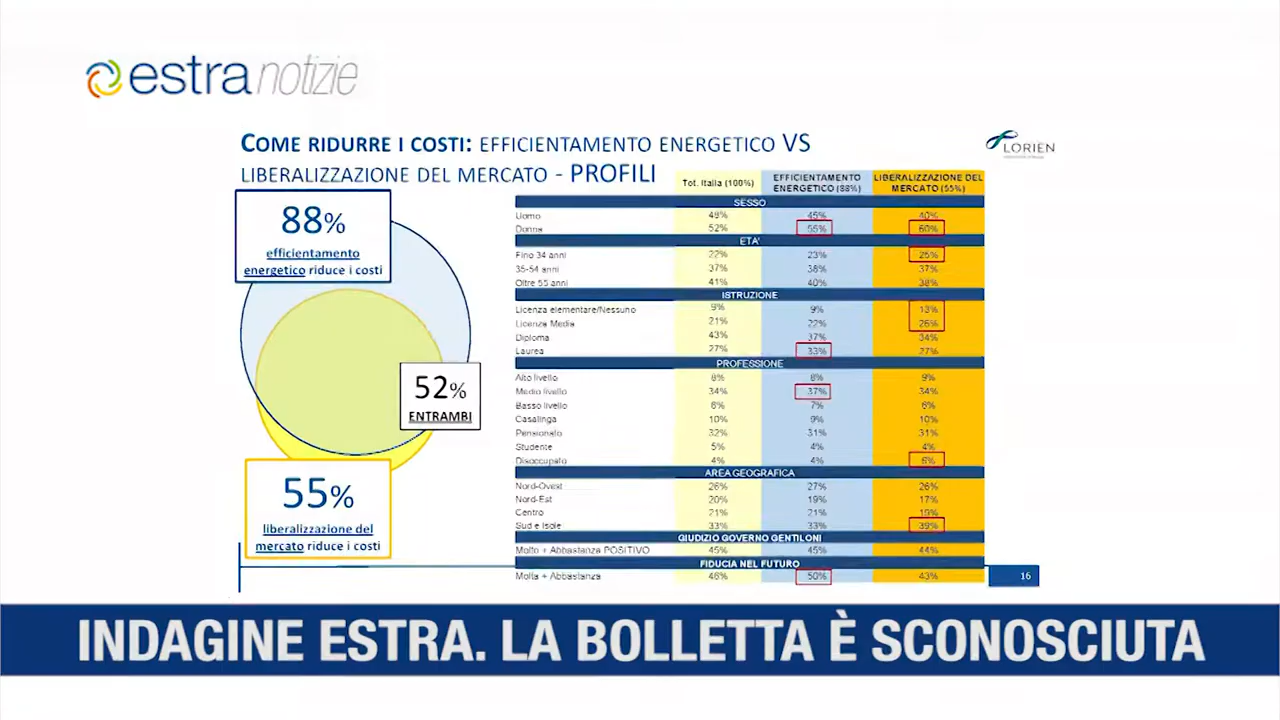 estra notizie
COME RIDURRE I COSTI: EFFICIENTAMENTO ENERGETICO VS
LIBERALIZZAZIONE DEL MERCATO - PROFILI
LORIEN
88%
efficientamento
energetico riduce i costi
52%
ENTRAMBI
55%
liberalizzazione del
mercato riduce i costi
Tot. Italia (100%) EFFICIENTAMENTO ENERGETICO (88%) LIBERALIZZAZIONE DEL MERCATO (55%)
SESSO
Uomo 48% 45% 40%
Donna 52% 55% 60%
ETA'
Fino 34 anni 22% 23% 25%
35-54 anni 37% 38% 37%
Oltre 55 anni 41% 40% 38%
ISTRUZIONE
Licenza elementare/Nessuno 9% 9% 13%
Licenza Media 21% 22% 26%
Diploma 43% 37% 34%
Laurea 27% 33% 27%
PROFESSIONE
Alto livello 8% 8% 9%
Medio livello 34% 37% 34%
Basso livello 6% 7% 6%
Casalinga 10% 9% 10%
Pensionato 32% 31% 31%
Studente 5% 4% 4%
Disoccupato 4% 4% 6%
AREA GEOGRAFICA
Nord-Ovest 26% 27% 26%
Nord-Est 20% 19% 17%
Centro 21% 21% 19%
Sud e Isole 33% 33% 39%
GIUDIZIO GOVERNO GENTILONI
Molto + Abbastanza POSITIVO 45% 45% 44%
FIDUCIA NEL FUTURO
Molta + Abbastanza 46% 50% 43%
16
INDAGINE ESTRA. LA BOLLETTA È SCONOSCIUTA